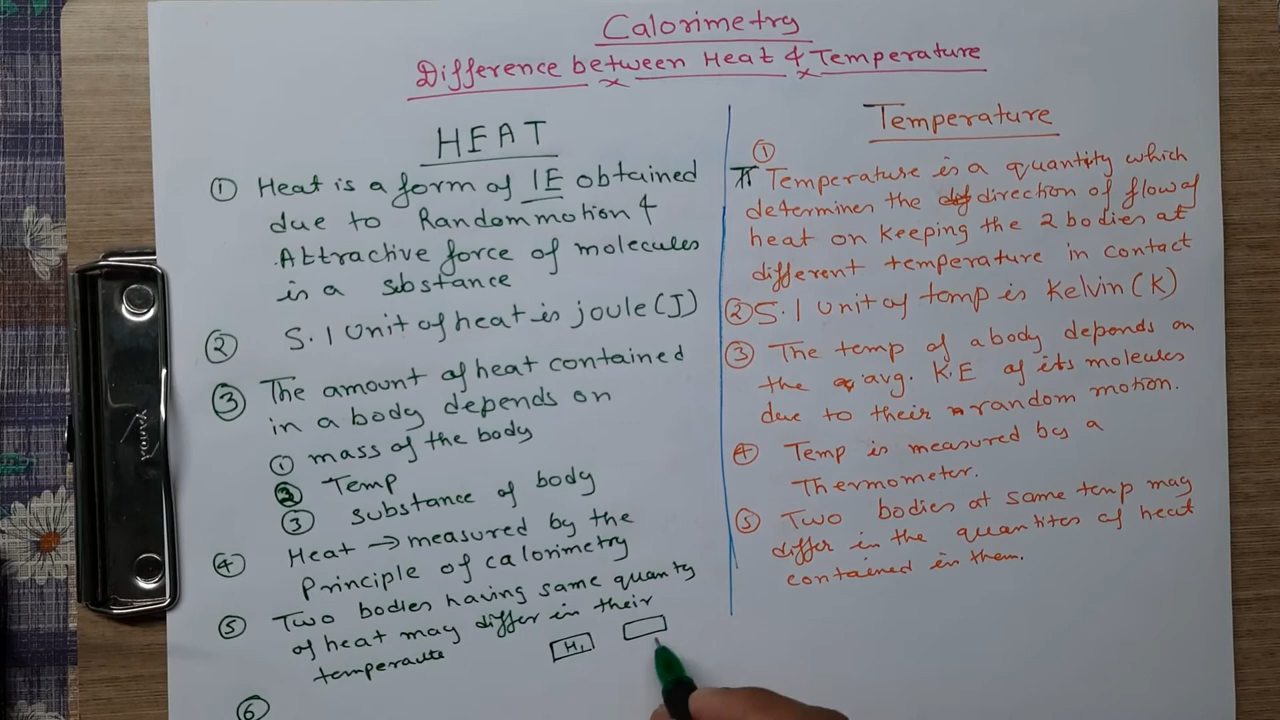 Calorimetry
Difference between Heat & Temperature
HEAT
① Heat is a form of IE obtained
due to Random motion &
Attractive force of molecules
is a substance
② S.I Unit of heat is joule (J)
③ The amount of heat contained
in a body depends on
① mass of the body
② Temp
③ substance of body
④ Heat → measured by the
Principle of calorimetry
⑤ Two bodies having same quanty
of heat may differ in their
temperaute
H₁
⑥
Temperature
①
Temperature is a quantity which
determines the direction of flow of
heat on keeping the 2 bodies at
different temperature in contact
② S.I Unit of temp is Kelvin (K)
③ The temp of a body depends on
the avg. K.E of its molecules
due to their random motion.
④ Temp is measured by a
Thermometer.
⑤ Two bodies at same temp may
differ in the quantites of heat
contained in them.